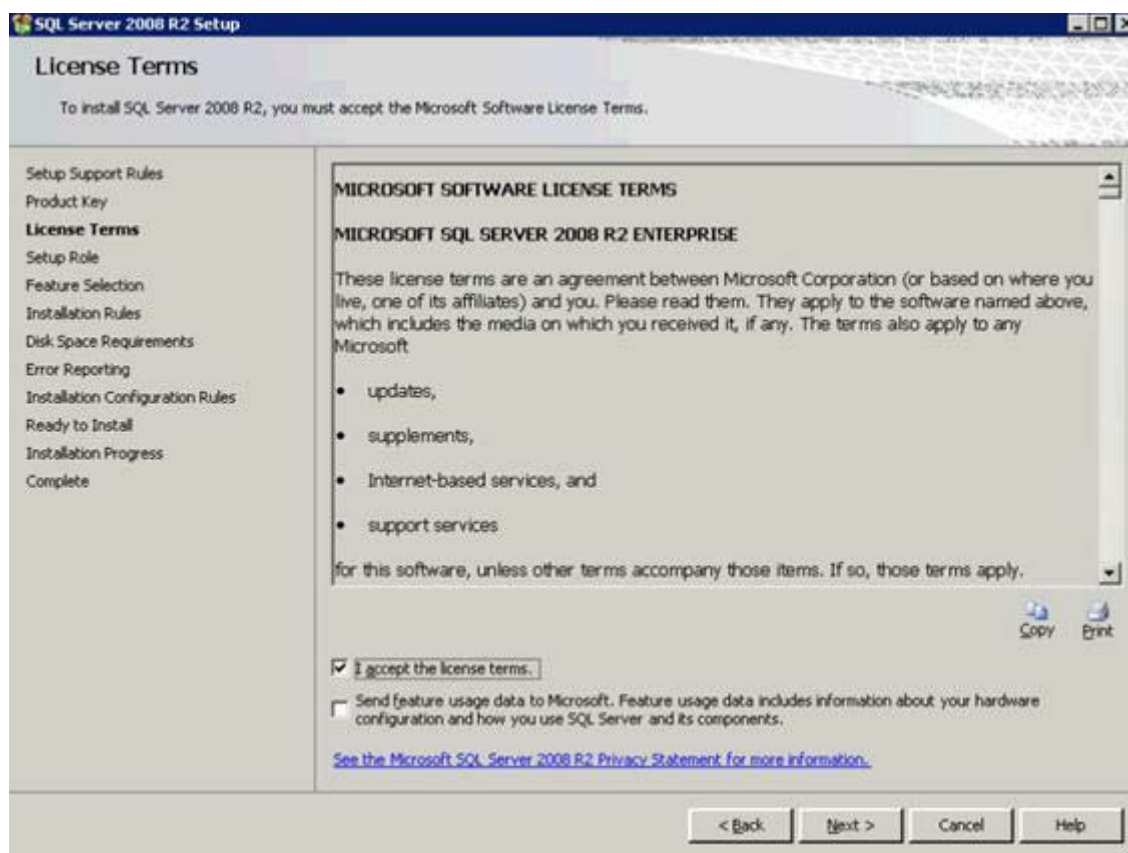 SQL Server 2008 R2 Setup
License Terms
To install SQL Server 2008 R2, you must accept the Microsoft Software License Terms.
Setup Support Rules
Product Key
License Terms
Setup Role
Feature Selection
Installation Rules
Disk Space Requirements
Error Reporting
Installation Configuration Rules
Ready to Install
Installation Progress
Complete
MICROSOFT SOFTWARE LICENSE TERMS
MICROSOFT SQL SERVER 2008 R2 ENTERPRISE
These license terms are an agreement between Microsoft Corporation (or based on where you
live, one of its affiliates) and you. Please read them. They apply to the software named above,
which includes the media on which you received it, if any. The terms also apply to any
Microsoft
• updates,
• supplements,
• Internet-based services, and
• support services
for this software, unless other terms accompany those items. If so, those terms apply.
Copy Print
I accept the license terms.
Send feature usage data to Microsoft. Feature usage data includes information about your hardware
configuration and how you use SQL Server and its components.
See the Microsoft SQL Server 2008 R2 Privacy Statement for more information.
< Back Next > Cancel Help